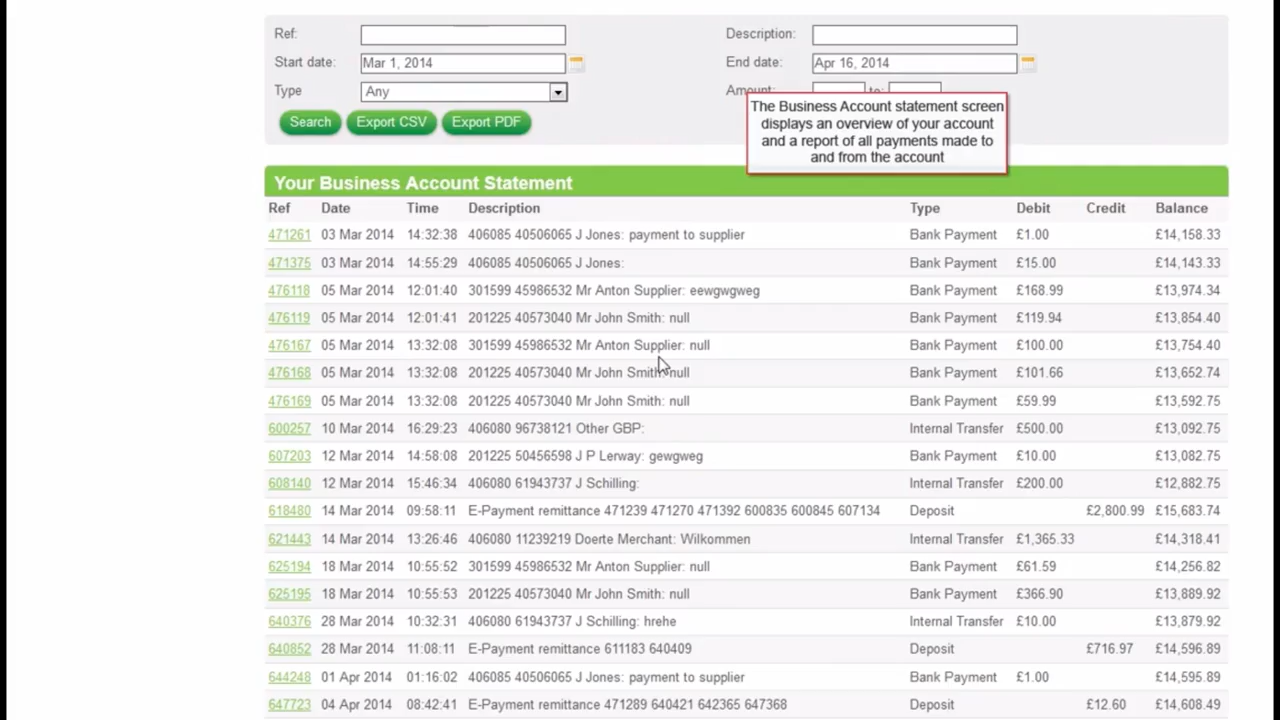 Ref: Description:
Start date: Mar 1, 2014 End date: Apr 16, 2014
Type Any Amount: to:
Search Export CSV Export PDF
The Business Account statement screen
displays an overview of your account
and a report of all payments made to
and from the account
Your Business Account Statement
Ref Date Time Description Type Debit Credit Balance
471261 03 Mar 2014 14:32:38 406085 40506065 J Jones: payment to supplier Bank Payment £1.00 £14,158.33
471375 03 Mar 2014 14:55:29 406085 40506065 J Jones: Bank Payment £15.00 £14,143.33
476118 05 Mar 2014 12:01:40 301599 45986532 Mr Anton Supplier: eewgwgweg Bank Payment £168.99 £13,974.34
476119 05 Mar 2014 12:01:41 201225 40573040 Mr John Smith: null Bank Payment £119.94 £13,854.40
476167 05 Mar 2014 13:32:08 301599 45986532 Mr Anton Supplier: null Bank Payment £100.00 £13,754.40
476168 05 Mar 2014 13:32:08 201225 40573040 Mr John Smith: null Bank Payment £101.66 £13,652.74
476169 05 Mar 2014 13:32:08 201225 40573040 Mr John Smith: null Bank Payment £59.99 £13,592.75
600257 10 Mar 2014 16:29:23 406080 96738121 Other GBP: Internal Transfer £500.00 £13,092.75
607203 12 Mar 2014 14:58:08 201225 50456598 J P Lerway: gewgweg Bank Payment £10.00 £13,082.75
608140 12 Mar 2014 15:46:34 406080 61943737 J Schilling: Internal Transfer £200.00 £12,882.75
618480 14 Mar 2014 09:58:11 E-Payment remittance 471239 471270 471392 600835 600845 607134 Deposit £2,800.99 £15,683.74
621443 14 Mar 2014 13:26:46 406080 11239219 Doerte Merchant: Wilkommen Internal Transfer £1,365.33 £14,318.41
625194 18 Mar 2014 10:55:52 301599 45986532 Mr Anton Supplier: null Bank Payment £61.59 £14,256.82
625195 18 Mar 2014 10:55:53 201225 40573040 Mr John Smith: null Bank Payment £366.90 £13,889.92
640376 28 Mar 2014 10:32:31 406080 61943737 J Schilling: hrehe Internal Transfer £10.00 £13,879.92
640852 28 Mar 2014 11:08:11 E-Payment remittance 611183 640409 Deposit £716.97 £14,596.89
644248 01 Apr 2014 01:16:02 406085 40506065 J Jones: payment to supplier Bank Payment £1.00 £14,595.89
647723 04 Apr 2014 08:42:41 E-Payment remittance 471289 640421 642365 647368 Deposit £12.60 £14,608.49